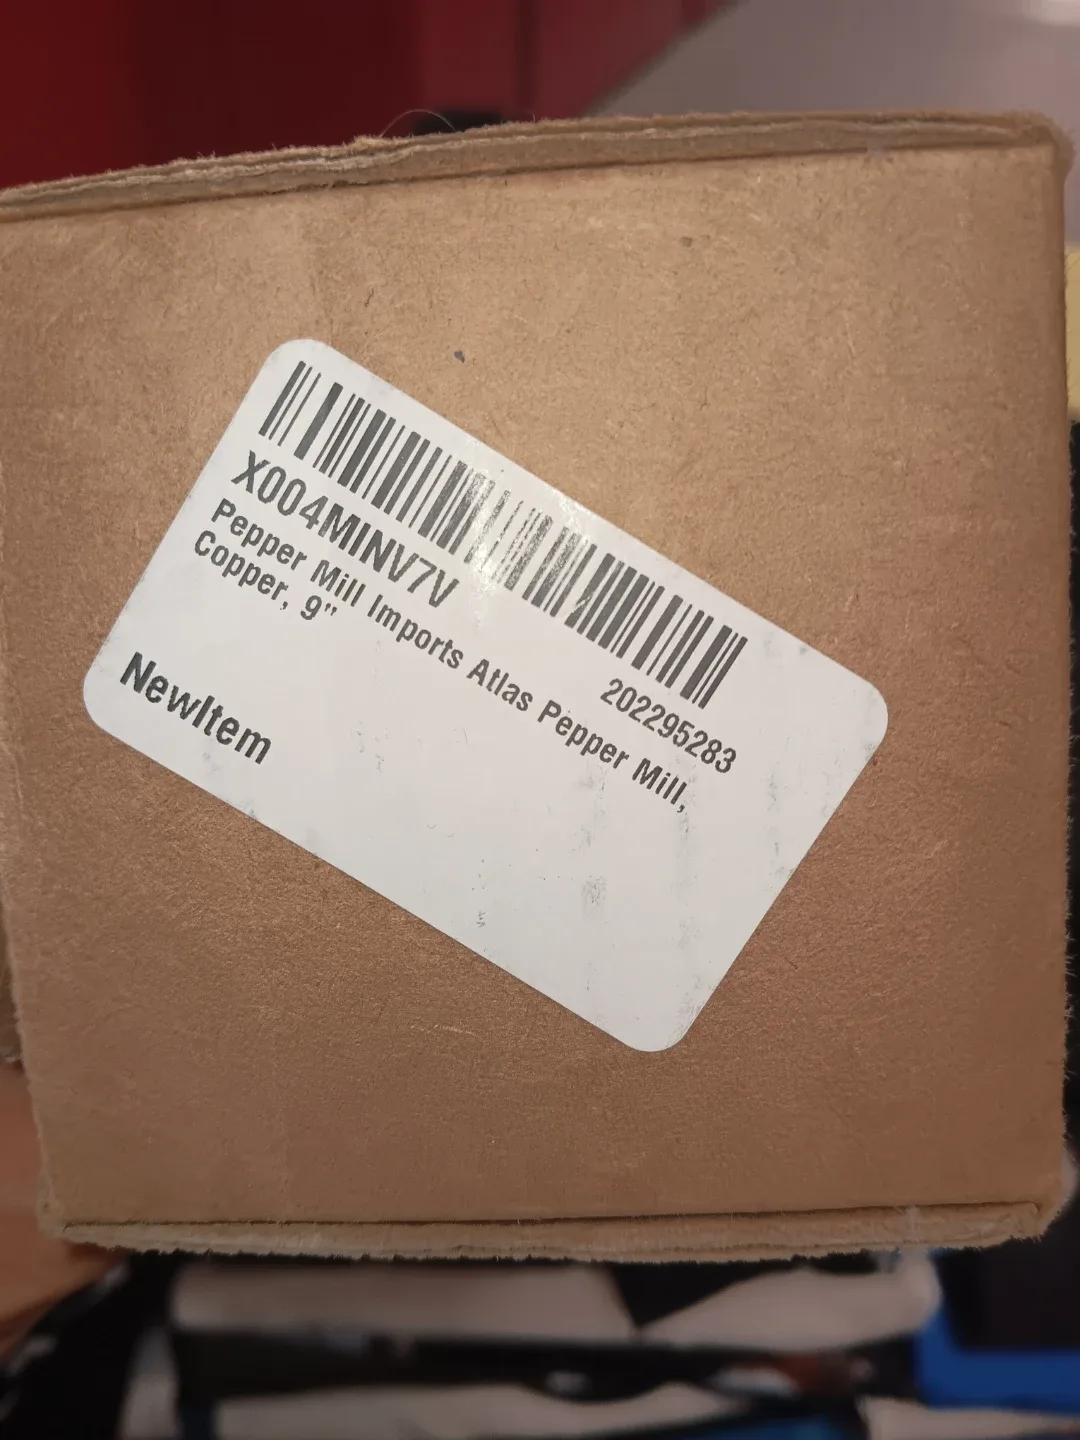 X004MINV7V
202295283
Pepper Mill Imports Atlas Pepper Mill,
Copper, 9"
NewItem